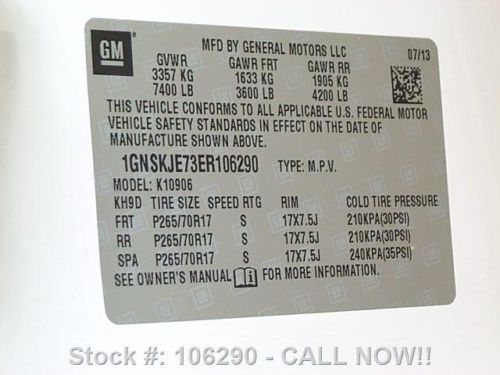 GM
MFD BY GENERAL MOTORS LLC
07/13
GVWR GAWR FRT GAWR RR
3357 KG 1633 KG 1905 KG
7400 LB 3600 LB 4200 LB
THIS VEHICLE CONFORMS TO ALL APPLICABLE U.S. FEDERAL MOTOR
VEHICLE SAFETY STANDARDS IN EFFECT ON THE DATE OF
MANUFACTURE SHOWN ABOVE.
1GNSKJE73ER106290 TYPE: M.P.V.
MODEL: K10906
KH9D TIRE SIZE SPEED RTG RIM COLD TIRE PRESSURE
FRT P265/70R17 S 17X7.5J 210KPA(30PSI)
RR P265/70R17 S 17X7.5J 210KPA(30PSI)
SPA P265/70R17 S 17X7.5J 240KPA(35PSI)
SEE OWNER'S MANUAL FOR MORE INFORMATION.
Stock #: 106290 - CALL NOW!!